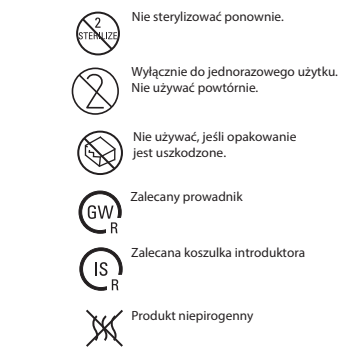 2
STERILIZE
Nie sterylizować ponownie.
2
Wyłącznie do jednorazowego użytku.
Nie używać powtórnie.
Nie używać, jeśli opakowanie
jest uszkodzone.
GW
R
Zalecany prowadnik
IS
R
Zalecana koszulka introduktora
Produkt niepirogenny